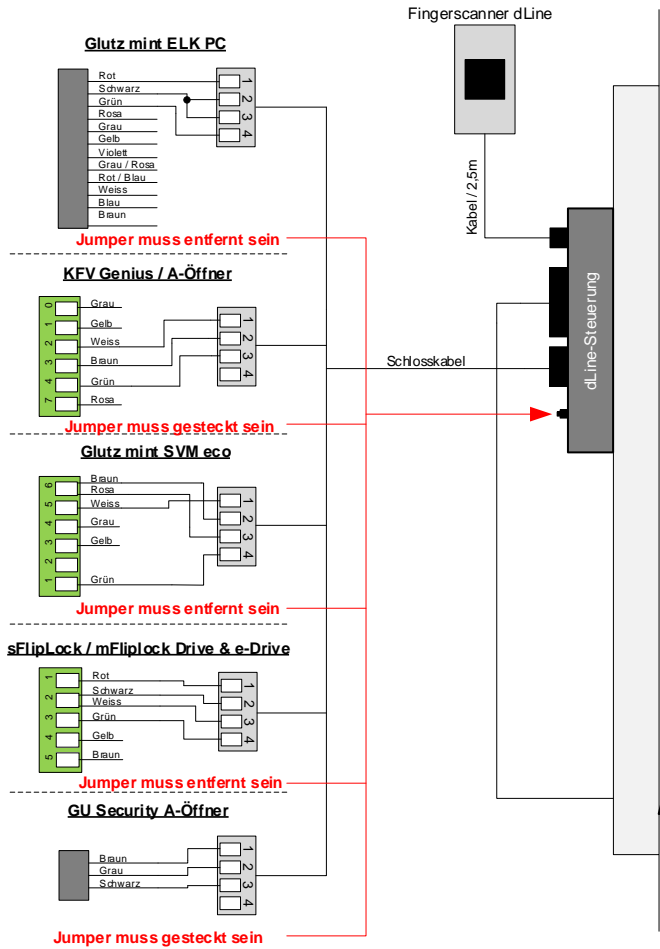 Fingerscanner dLine
Kabel / 2,5m
dLine-Steuerung
Schlosskabel
Glutz mint ELK PC
Rot
Schwarz
Grün
Rosa
Grau
Gelb
Violett
Grau / Rosa
Rot / Blau
Weiss
Blau
Braun
1
2
3
4
Jumper muss entfernt sein
KFV Genius / A-Öffner
0
Grau
1
Gelb
2
Weiss
3
Braun
4
Grün
7
Rosa
1
2
3
4
Jumper muss gesteckt sein
Glutz mint SVM eco
6
Braun
Rosa
5
Weiss
4
Grau
3
Gelb
2
1
Grün
1
2
3
4
Jumper muss entfernt sein
sFlipLock / mFliplock Drive & e-Drive
1
Rot
2
Schwarz
Weiss
3
Grün
4
Gelb
5
Braun
1
2
3
4
Jumper muss entfernt sein
GU Security A-Öffner
Braun
Grau
Schwarz
1
2
3
4
Jumper muss gesteckt sein